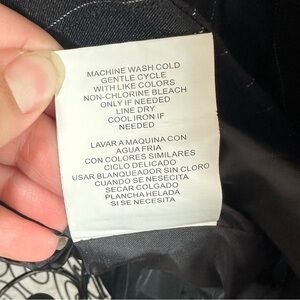 MACHINE WASH COLD
GENTLE CYCLE
WITH LIKE COLORS
NON-CHLORINE BLEACH
ONLY IF NEEDED
LINE DRY
COOL IRON IF
NEEDED
LAVAR A MAQUINA CON
AGUA FRIA
CON COLORES SIMILARES
CICLO DELICADO
USAR BLANQUEADOR SIN CLORO
CUANDO SE NESECITA
SECAR COLGADO
PLANCHA HELADA
SI SE NECESITA